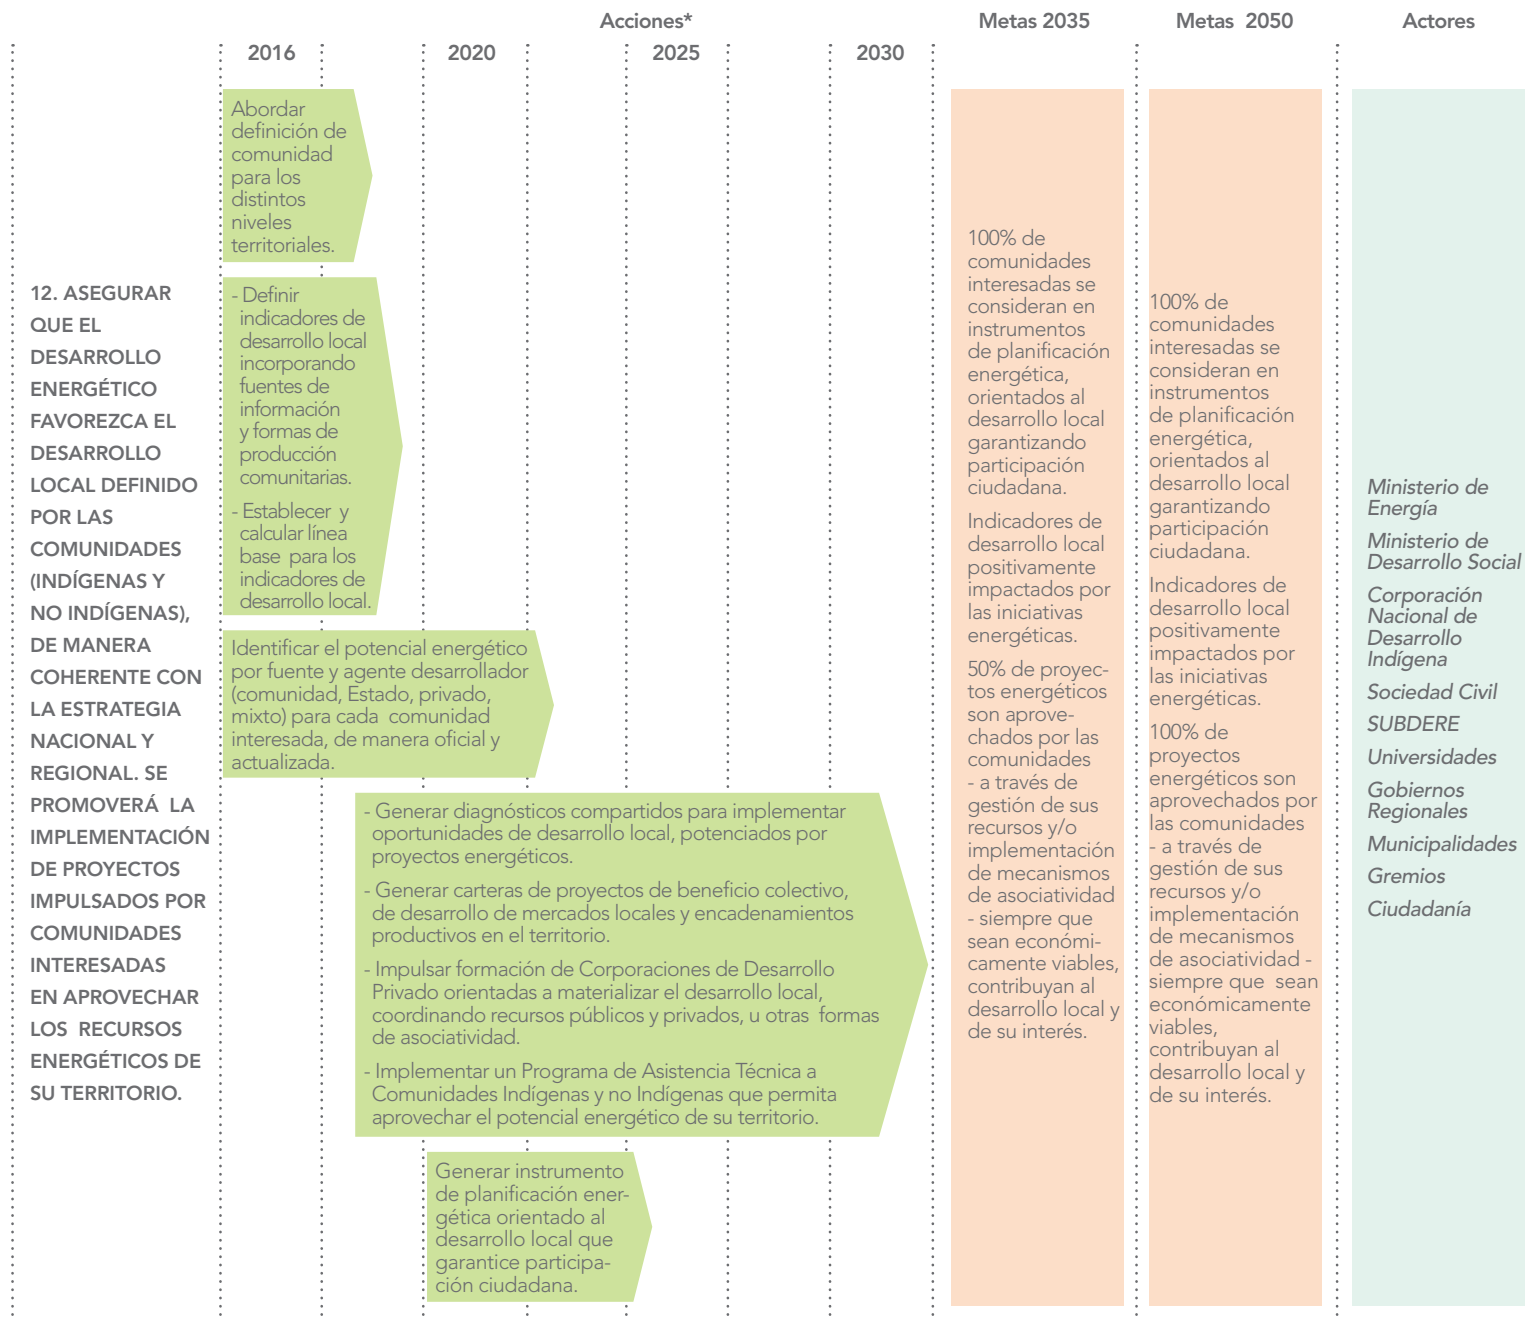 Acciones*
Metas 2035
Metas 2050
Actores
2016
2020
2025
2030
12. ASEGURAR
QUE EL
DESARROLLO
ENERGÉTICO
FAVOREZCA EL
DESARROLLO
LOCAL DEFINIDO
POR LAS
COMUNIDADES
(INDÍGENAS Y
NO INDÍGENAS),
DE MANERA
COHERENTE CON
LA ESTRATEGIA
NACIONAL Y
REGIONAL. SE
PROMOVERÁ LA
IMPLEMENTACIÓN
DE PROYECTOS
IMPULSADOS POR
COMUNIDADES
INTERESADAS
EN APROVECHAR
LOS RECURSOS
ENERGÉTICOS DE
SU TERRITORIO.
Abordar
definición de
comunidad
para los
distintos
niveles
territoriales.
- Definir
indicadores de
desarrollo local
incorporando
fuentes de
información
y formas de
producción
comunitarias.
- Establecer y
calcular línea
base para los
indicadores de
desarrollo local.
Identificar el potencial energético
por fuente y agente desarrollador
(comunidad, Estado, privado,
mixto) para cada comunidad
interesada, de manera oficial y
actualizada.
- Generar diagnósticos compartidos para implementar
oportunidades de desarrollo local, potenciados por
proyectos energéticos.
- Generar carteras de proyectos de beneficio colectivo,
de desarrollo de mercados locales y encadenamientos
productivos en el territorio.
- Impulsar formación de Corporaciones de Desarrollo
Privado orientadas a materializar el desarrollo local,
coordinando recursos públicos y privados, u otras formas
de asociatividad.
- Implementar un Programa de Asistencia Técnica a
Comunidades Indígenas y no Indígenas que permita
aprovechar el potencial energético de su territorio.
Generar instrumento
de planificación ener-
gética orientado al
desarrollo local que
garantice participa-
ción ciudadana.
100% de
comunidades
interesadas se
consideran en
instrumentos
de planificación
energética,
orientados al
desarrollo local
garantizando
participación
ciudadana.
Indicadores de
desarrollo local
positivamente
impactados por
las iniciativas
energéticas.
50% de proyec-
tos energéticos
son aprove-
chados por las
comunidades
- a través de
gestión de sus
recursos y/o
implementación
de mecanismos
de asociatividad
- siempre que
sean económi-
camente viables,
contribuyan al
desarrollo local y
de su interés.
100% de
comunidades
interesadas se
consideran en
instrumentos
de planificación
energética,
orientados al
desarrollo local
garantizando
participación
ciudadana.
Indicadores de
desarrollo local
positivamente
impactados por
las iniciativas
energéticas.
100% de
proyectos
energéticos son
aprovechados por
las comunidades
- a través de
gestión de sus
recursos y/o
implementación
de mecanismos
de asociatividad -
siempre que sean
económicamente
viables,
contribuyan al
desarrollo local y
de su interés.
Ministerio de
Energía
Ministerio de
Desarrollo Social
Corporación
Nacional de
Desarrollo
Indígena
Sociedad Civil
SUBDERE
Universidades
Gobiernos
Regionales
Municipalidades
Gremios
Ciudadanía